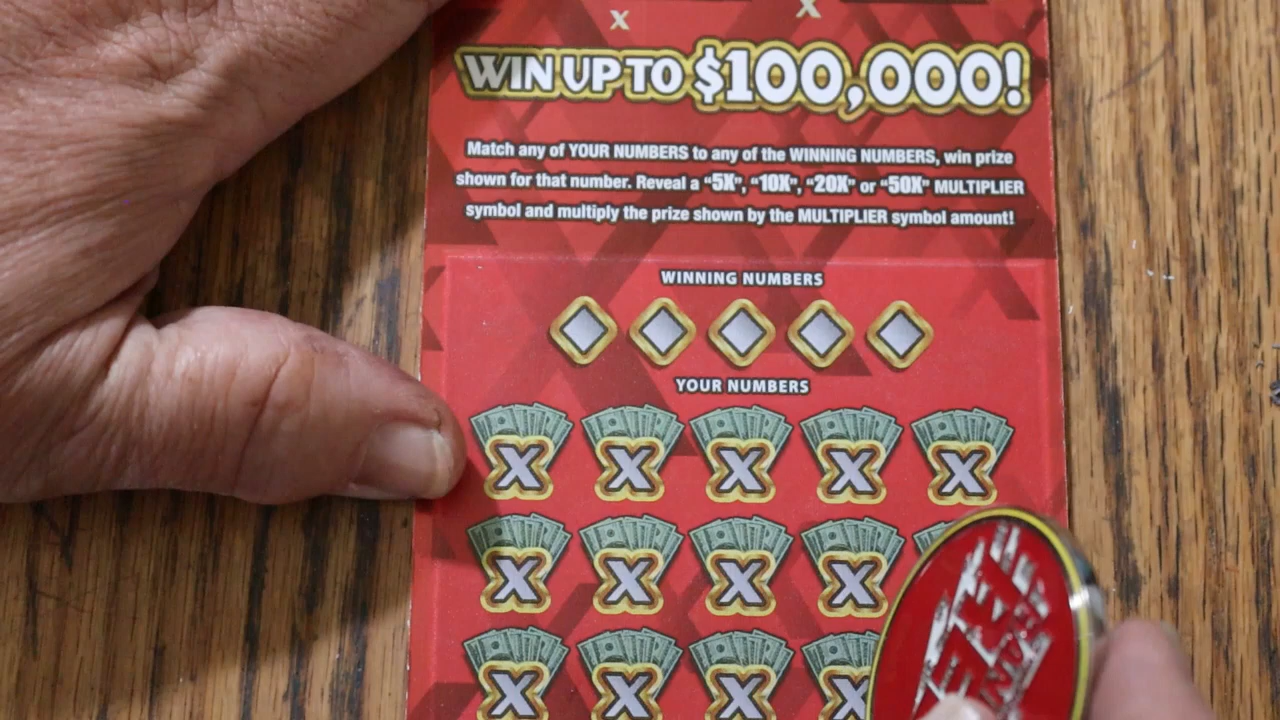 X X
WIN UP TO $100,000!
Match any of YOUR NUMBERS to any of the WINNING NUMBERS, win prize
shown for that number. Reveal a “5X”, “10X”, “20X” or “50X” MULTIPLIER
symbol and multiply the prize shown by the MULTIPLIER symbol amount!
WINNING NUMBERS
YOUR NUMBERS
X X X X X
X X X X
X X X X